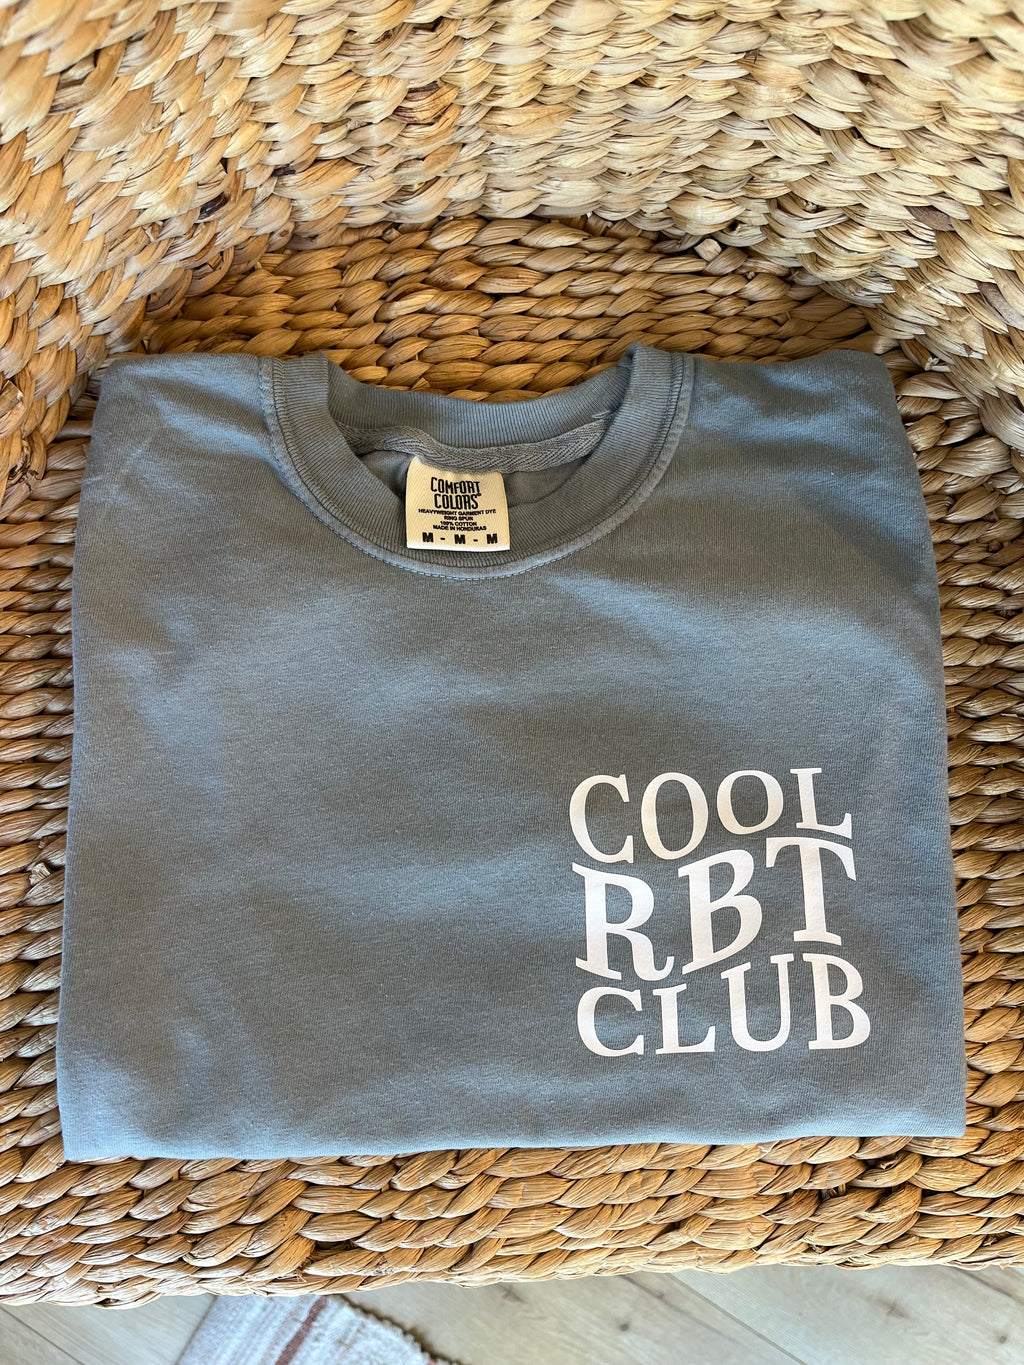 COMFORT
COLORS®
HEAVYWEIGHT GARMENT DYE
RING SPUN
100% COTTON
MADE IN HONDURAS
M - M - M
COOL
RBT
CLUB